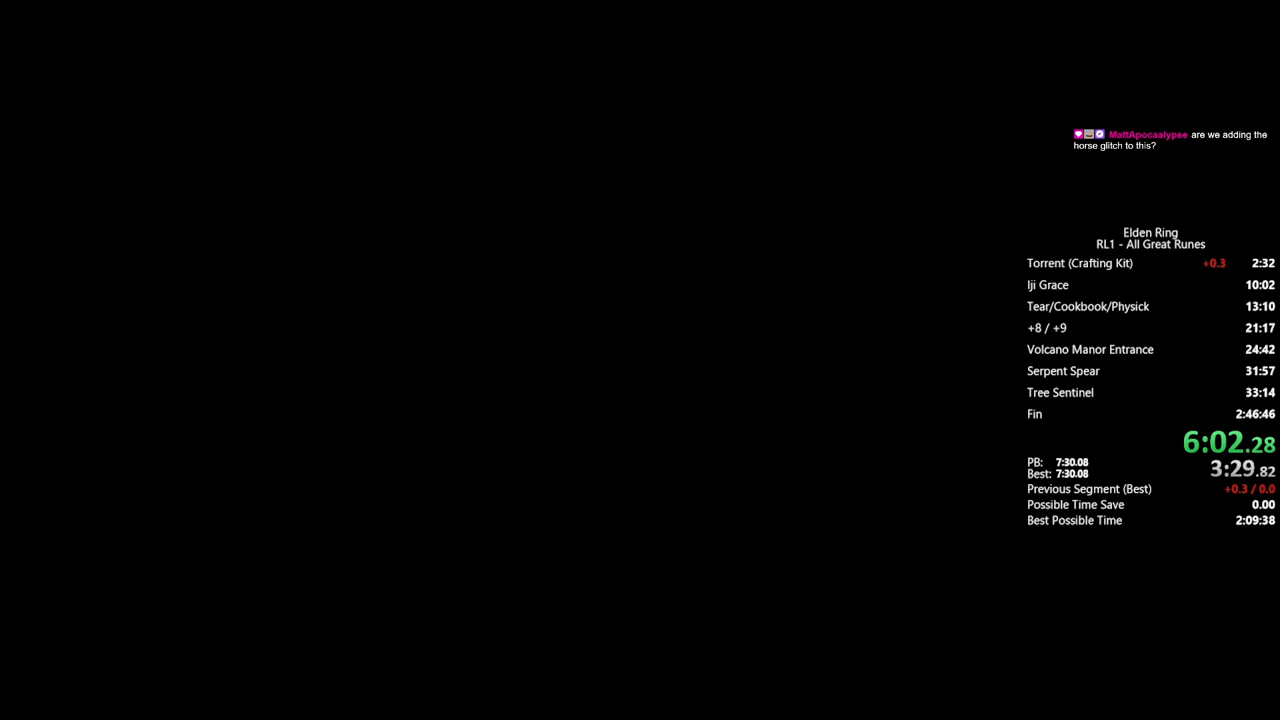 MattApocaalypse are we adding the
horse glitch to this?
Elden Ring
RL1 - All Great Runes
Torrent (Crafting Kit) +0.3 2:32
Iji Grace 10:02
Tear/Cookbook/Physick 13:10
+8 / +9 21:17
Volcano Manor Entrance 24:42
Serpent Spear 31:57
Tree Sentinel 33:14
Fin 2:46:46
6:02.28
PB: 7:30.08
Best: 7:30.08
3:29.82
Previous Segment (Best) +0.3 / 0.0
Possible Time Save 0.00
Best Possible Time 2:09:38